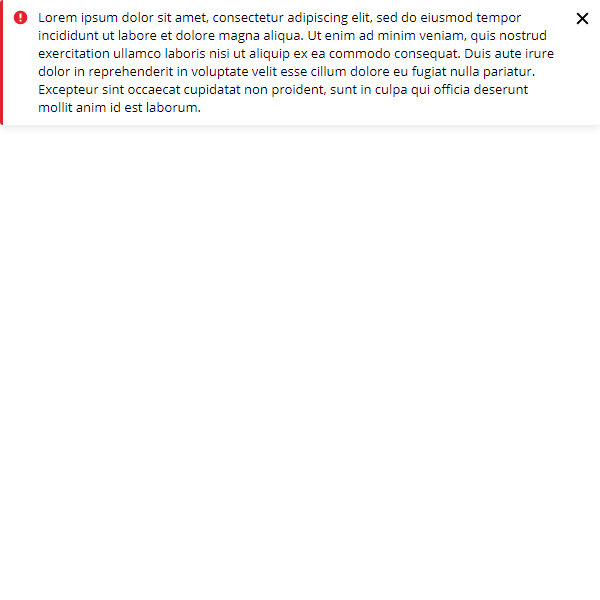 Lorem ipsum dolor sit amet, consectetur adipiscing elit, sed do eiusmod tempor
incididunt ut labore et dolore magna aliqua. Ut enim ad minim veniam, quis nostrud
exercitation ullamco laboris nisi ut aliquip ex ea commodo consequat. Duis aute irure
dolor in reprehenderit in voluptate velit esse cillum dolore eu fugiat nulla pariatur.
Excepteur sint occaecat cupidatat non proident, sunt in culpa qui officia deserunt
mollit anim id est laborum.